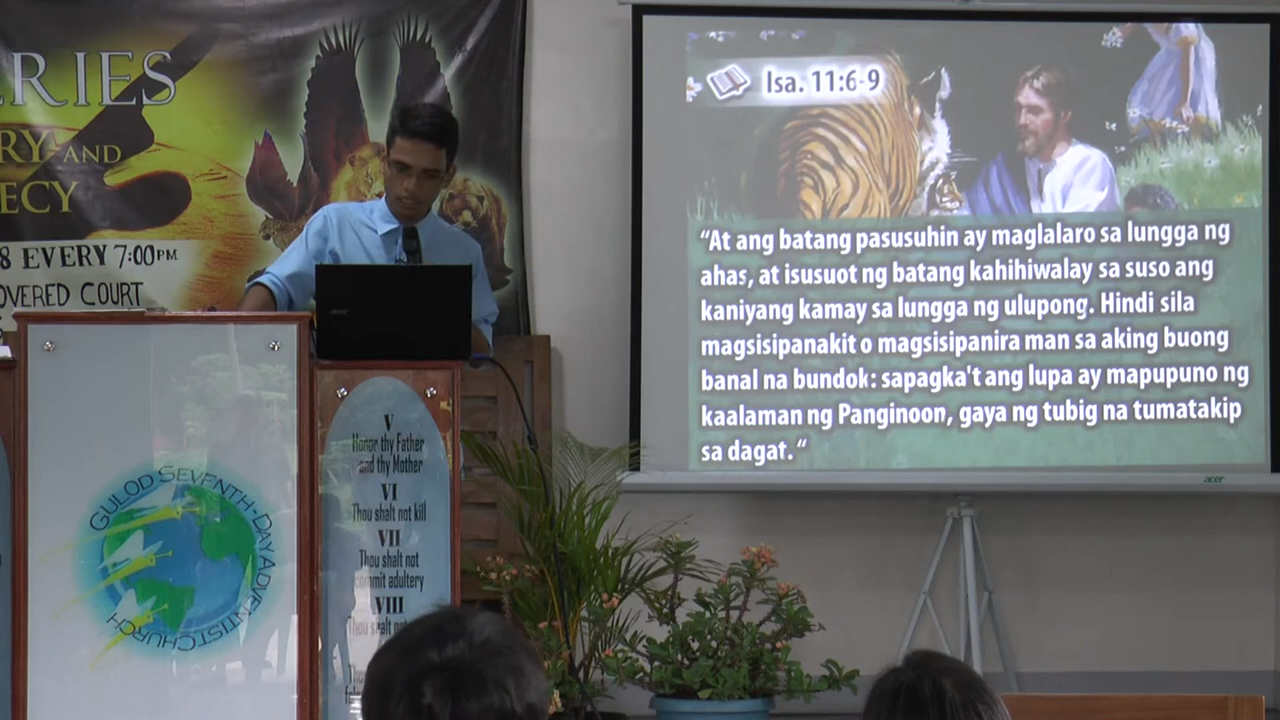 RIES
RY AND
ECY
8 EVERY 7:00PM
OVERED COURT
acer
GULOD SEVENTH-DAY ADVENTIST CHURCH
V
Honor thy Father
and thy Mother
VI
Thou shalt not kill
VII
Thou shalt not
commit adultery
VIII
Thou shalt not
Isa. 11:6-9
“At ang batang pasusuhin ay maglalaro sa lungga ng
ahas, at isusuot ng batang kahihiwalay sa suso ang
kaniyang kamay sa lungga ng ulupong. Hindi sila
magsisipanakit o magsisipanira man sa aking buong
banal na bundok: sapagka't ang lupa ay mapupuno ng
kaalaman ng Panginoon, gaya ng tubig na tumatakip
sa dagat. “
acer